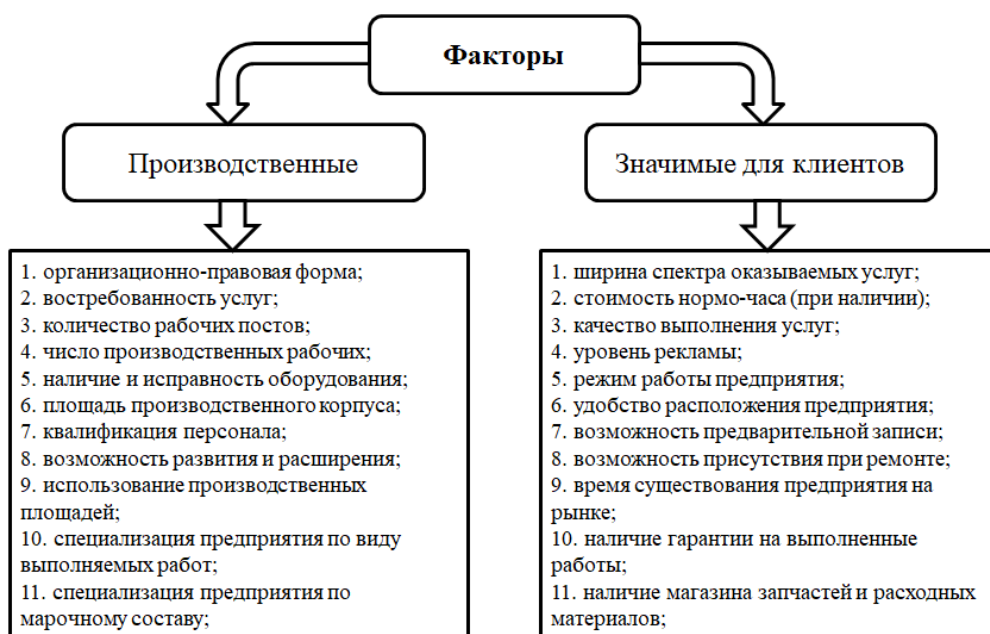 Факторы
Производственные
Значимые для клиентов
1. организационно-правовая форма;
2. востребованность услуг;
3. количество рабочих постов;
4. число производственных рабочих;
5. наличие и исправность оборудования;
6. площадь производственного корпуса;
7. квалификация персонала;
8. возможность развития и расширения;
9. использование производственных
площадей;
10. специализация предприятия по виду
выполняемых работ;
11. специализация предприятия по
марочному составу;
1. ширина спектра оказываемых услуг;
2. стоимость нормо-часа (при наличии);
3. качество выполнения услуг;
4. уровень рекламы;
5. режим работы предприятия;
6. удобство расположения предприятия;
7. возможность предварительной записи;
8. возможность присутствия при ремонте;
9. время существования предприятия на
рынке;
10. наличие гарантии на выполненные
работы;
11. наличие магазина запчастей и расходных
материалов;